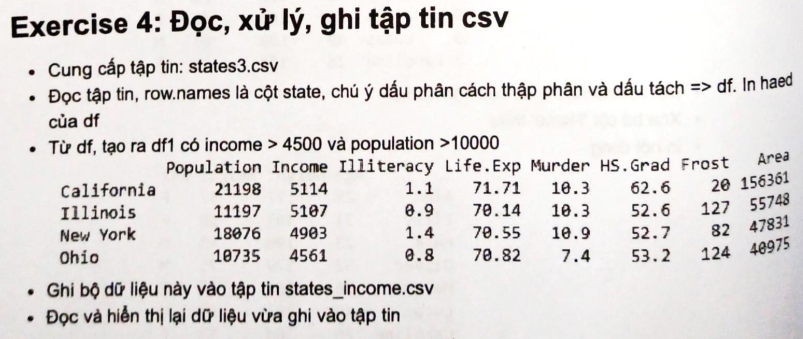 Exercise 4: Đọc, xử lý, ghi tập tin csv
• Cung cấp tập tin: states3.csv
• Đọc tập tin, row.names là cột state, chú ý dấu phân cách thập phân và dấu tách => df. In haed
của df
• Từ df, tạo ra df1 có income > 4500 và population >10000
Population Income Illiteracy Life.Exp Murder HS.Grad Frost Area
California 21198 5114 1.1 71.71 10.3 62.6 20 156361
Illinois 11197 5107 0.9 70.14 10.3 52.6 127 55748
New York 18076 4903 1.4 70.55 10.9 52.7 82 47831
Ohio 10735 4561 0.8 70.82 7.4 53.2 124 40975
• Ghi bộ dữ liệu này vào tập tin states_income.csv
• Đọc và hiển thị lại dữ liệu vừa ghi vào tập tin